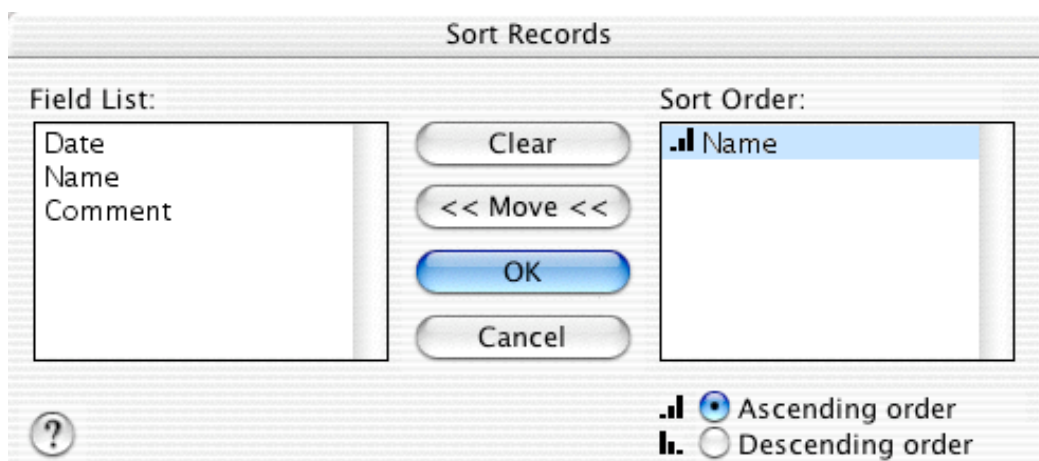 Sort Records
Field List:
Date
Name
Comment
Clear
<< Move <<
OK
Cancel
Sort Order:
Name
Ascending order
Descending order
?